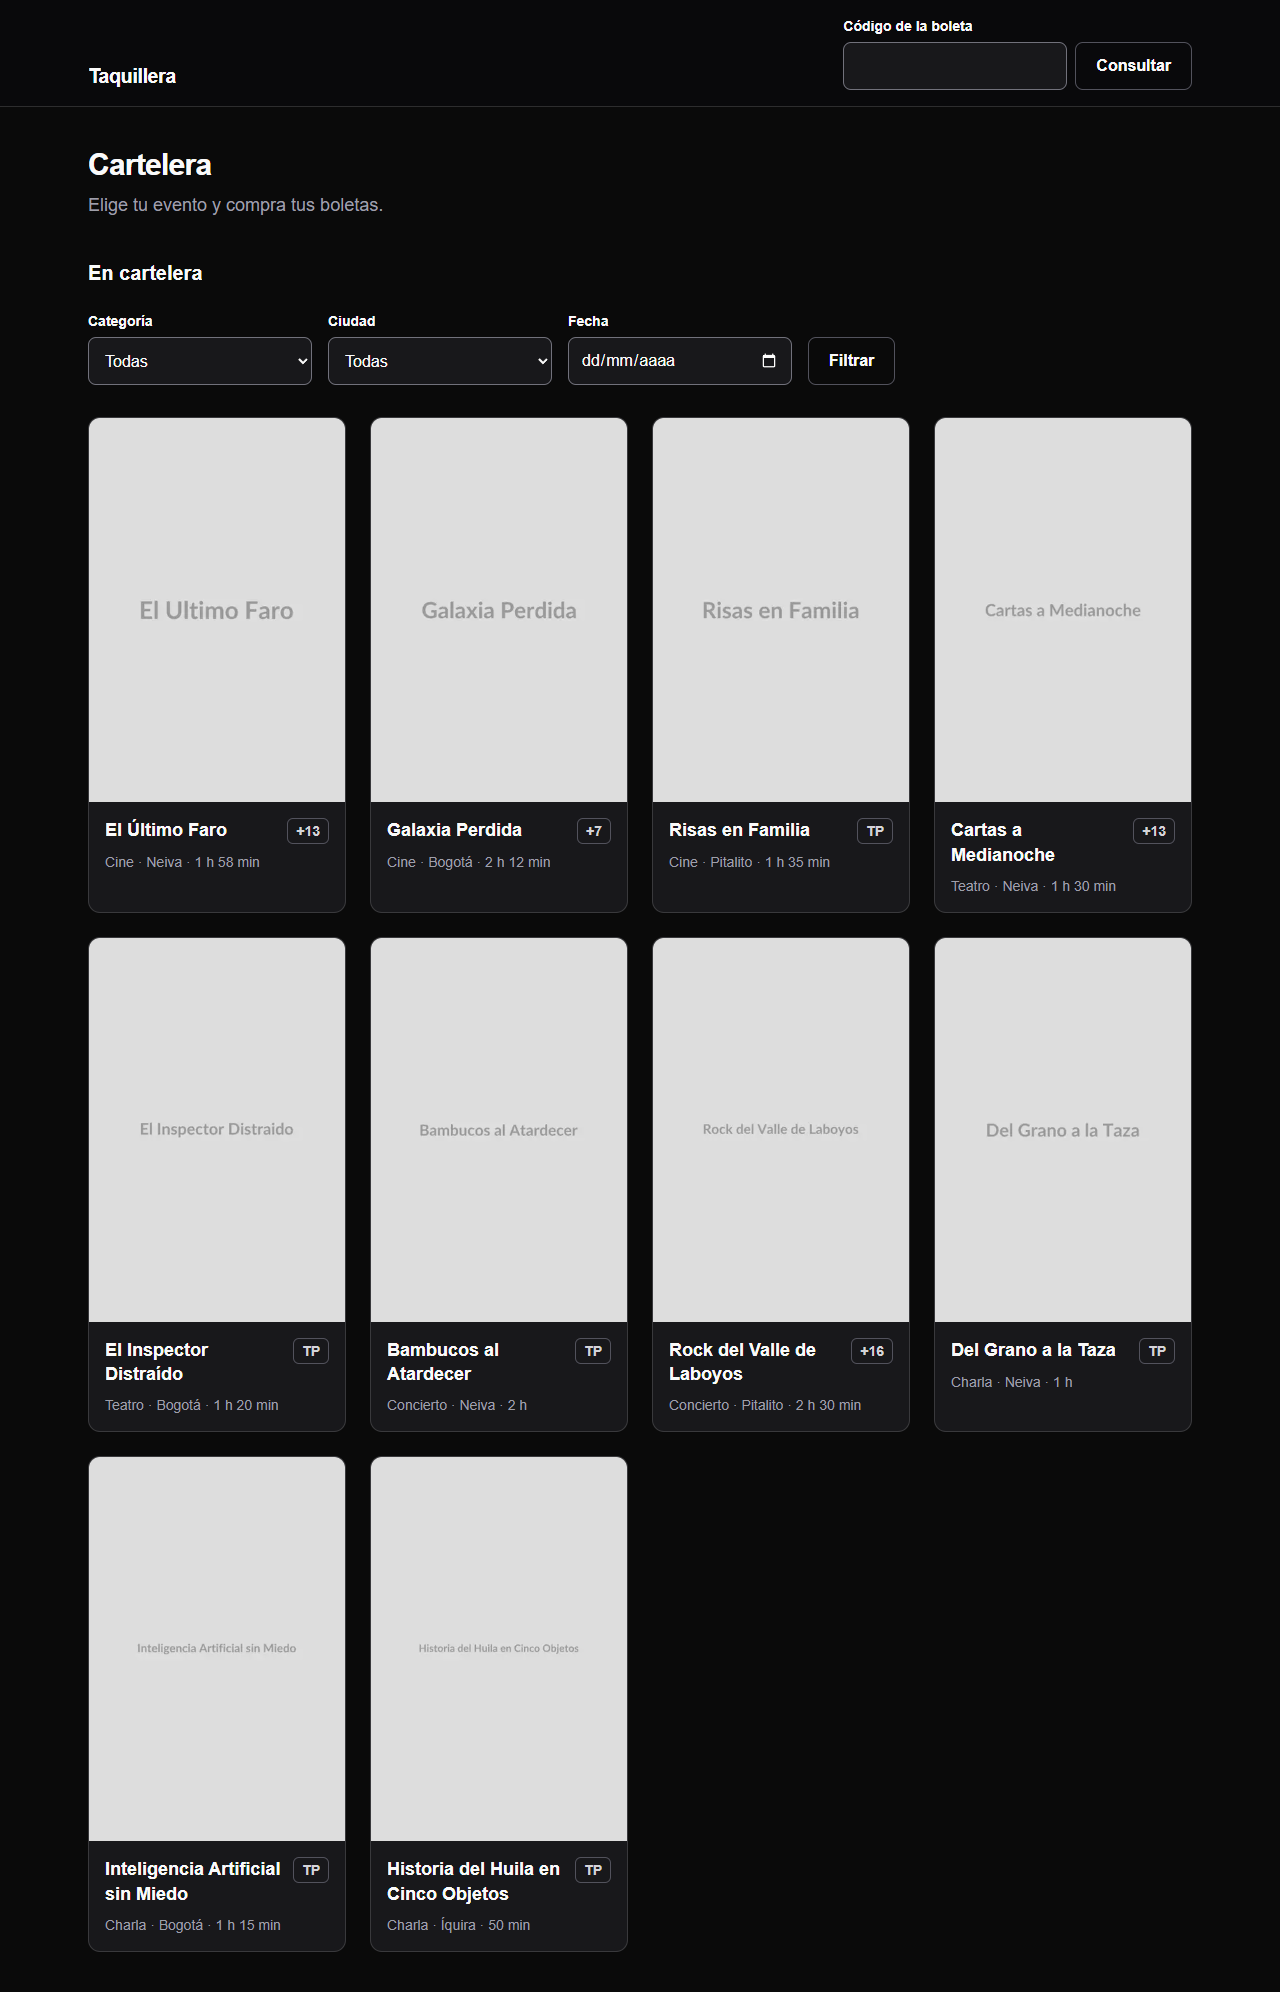 Código de la boleta
Taquillera
Consultar
Cartelera
Elige tu evento y compra tus boletas.
En cartelera
Categoría
Ciudad
Fecha
Todas
Todas
dd/mm/aaaa
Filtrar
El Ultimo Faro
Galaxia Perdida
Risas en Familia
Cartas a Medianoche
El Último Faro
+13
Cine · Neiva · 1 h 58 min
Galaxia Perdida
+7
Cine · Bogotá · 2 h 12 min
Risas en Familia
TP
Cine · Pitalito · 1 h 35 min
Cartas a
Medianoche
+13
Teatro · Neiva · 1 h 30 min
El Inspector Distraido
Bambucos al Atardecer
Rock del Valle de Laboyos
Del Grano a la Taza
El Inspector
Distraído
TP
Teatro · Bogotá · 1 h 20 min
Bambucos al
Atardecer
TP
Concierto · Neiva · 2 h
Rock del Valle de
Laboyos
+16
Concierto · Pitalito · 2 h 30 min
Del Grano a la Taza
TP
Charla · Neiva · 1 h
Inteligencia Artificial sin Miedo
Historia del Huila en Cinco Objetos
Inteligencia Artificial
sin Miedo
TP
Charla · Bogotá · 1 h 15 min
Historia del Huila en
Cinco Objetos
TP
Charla · Íquira · 50 min